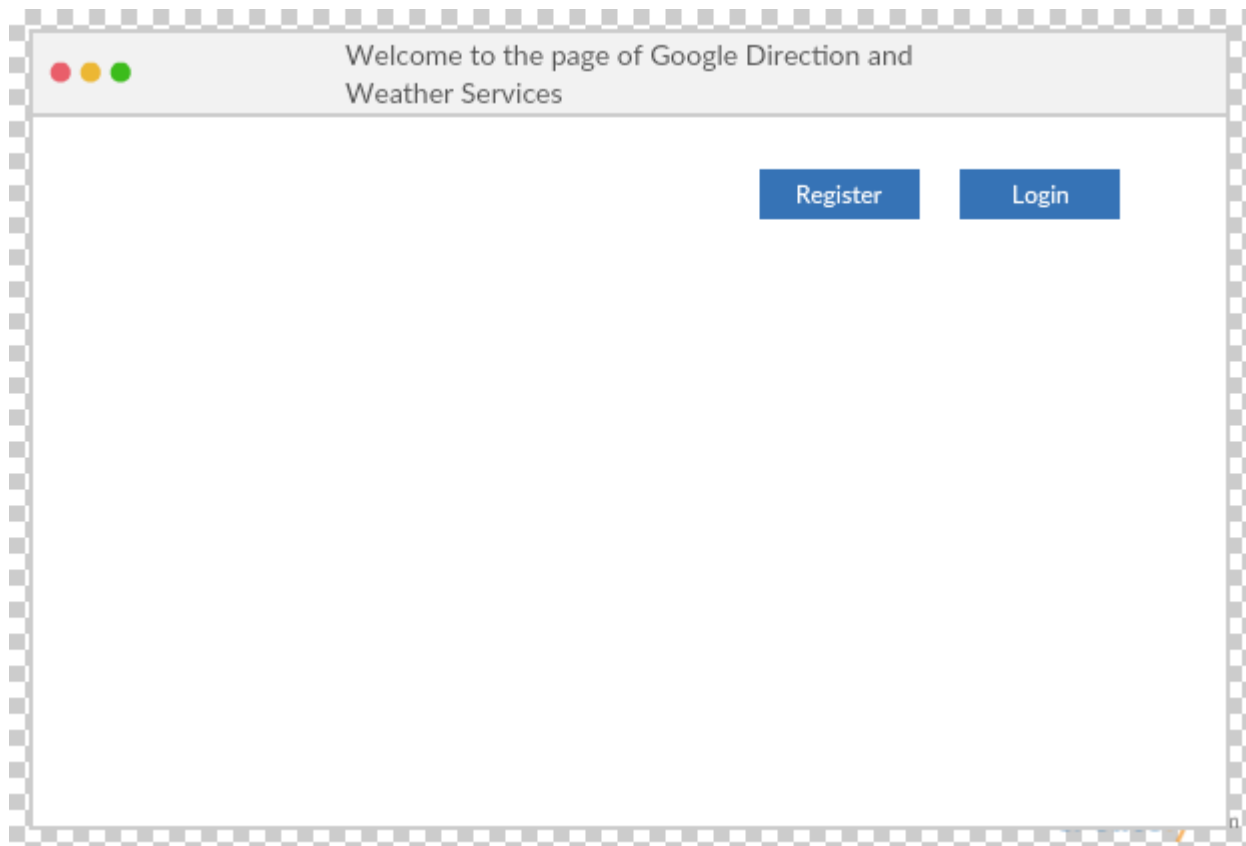 Welcome to the page of Google Direction and
Weather Services
Register
Login